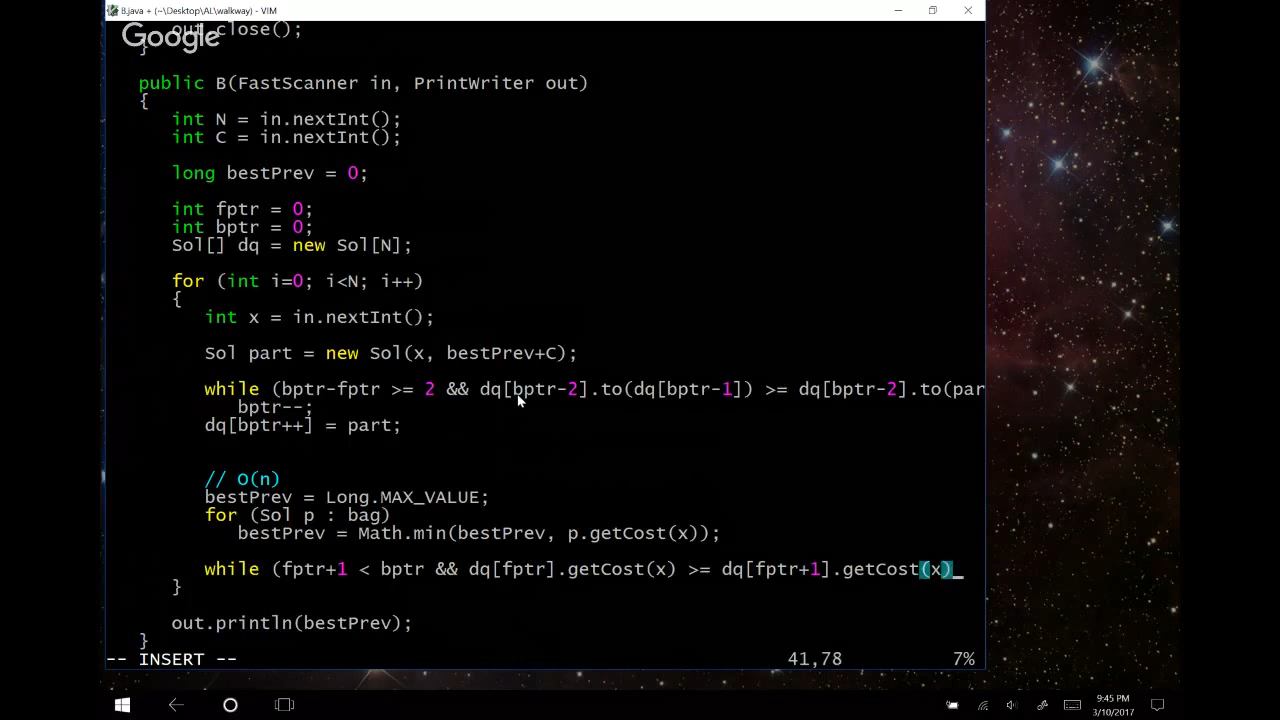 B.java + (~\Desktop\AL\walkway) - VIM
out.close();
Google
}
public B(FastScanner in, PrintWriter out)
{
int N = in.nextInt();
int C = in.nextInt();
long bestPrev = 0;
int fptr = 0;
int bptr = 0;
Sol[] dq = new Sol[N];
for (int i=0; i<N; i++)
{
int x = in.nextInt();
Sol part = new Sol(x, bestPrev+C);
while (bptr-fptr >= 2 && dq[bptr-2].to(dq[bptr-1]) >= dq[bptr-2].to(par
bptr--;
dq[bptr++] = part;
// O(n)
bestPrev = Long.MAX_VALUE;
for (Sol p : bag)
bestPrev = Math.min(bestPrev, p.getCost(x));
while (fptr+1 < bptr && dq[fptr].getCost(x) >= dq[fptr+1].getCost(x)
}
out.println(bestPrev);
}
-- INSERT -- 41,78 7%
9:45 PM
3/10/2017